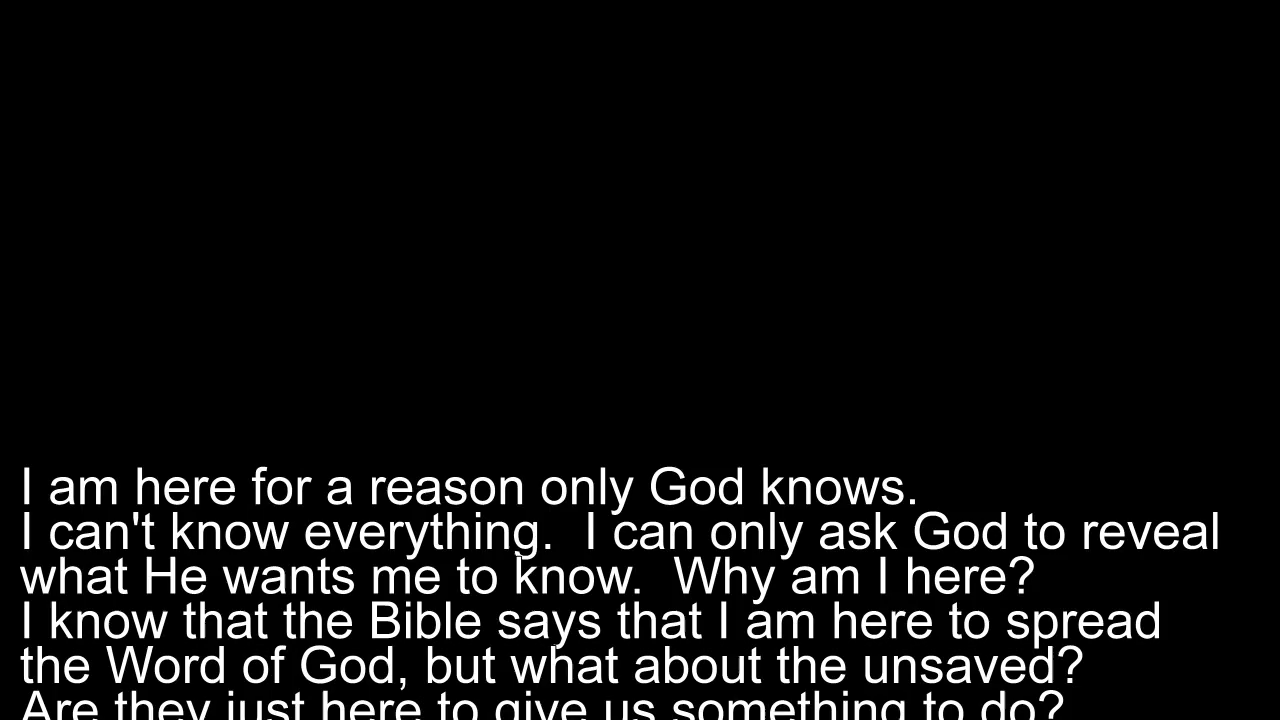 I am here for a reason only God knows.
I can't know everything.  I can only ask God to reveal
what He wants me to know.  Why am I here?
I know that the Bible says that I am here to spread
the Word of God, but what about the unsaved?
Are they just here to give us something to do?